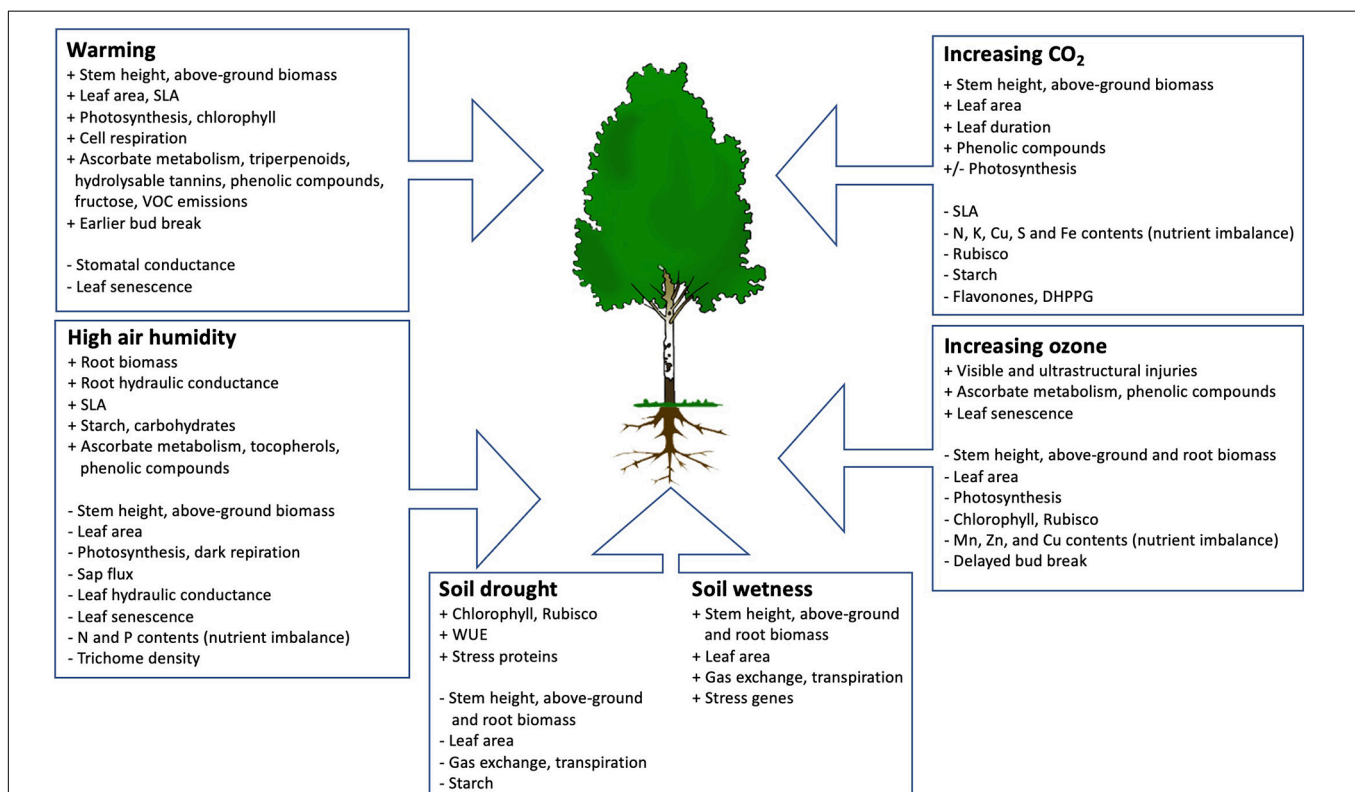 Warming
+ Stem height, above-ground biomass
+ Leaf area, SLA
+ Photosynthesis, chlorophyll
+ Cell respiration
+ Ascorbate metabolism, triperpenoids,
hydrolysable tannins, phenolic compounds,
fructose, VOC emissions
+ Earlier bud break
- Stomatal conductance
- Leaf senescence
High air humidity
+ Root biomass
+ Root hydraulic conductance
+ SLA
+ Starch, carbohydrates
+ Ascorbate metabolism, tocopherols,
phenolic compounds
- Stem height, above-ground biomass
- Leaf area
- Photosynthesis, dark repiration
- Sap flux
- Leaf hydraulic conductance
- Leaf senescence
- N and P contents (nutrient imbalance)
- Trichome density
Soil drought
+ Chlorophyll, Rubisco
+ WUE
+ Stress proteins
- Stem height, above-ground
and root biomass
- Leaf area
- Gas exchange, transpiration
- Starch
Soil wetness
+ Stem height, above-ground
and root biomass
+ Leaf area
+ Gas exchange, transpiration
+ Stress genes
Increasing CO₂
+ Stem height, above-ground biomass
+ Leaf area
+ Leaf duration
+ Phenolic compounds
+/- Photosynthesis
- SLA
- N, K, Cu, S and Fe contents (nutrient imbalance)
- Rubisco
- Starch
- Flavonones, DHPPG
Increasing ozone
+ Visible and ultrastructural injuries
+ Ascorbate metabolism, phenolic compounds
+ Leaf senescence
- Stem height, above-ground and root biomass
- Leaf area
- Photosynthesis
- Chlorophyll, Rubisco
- Mn, Zn, and Cu contents (nutrient imbalance)
- Delayed bud break